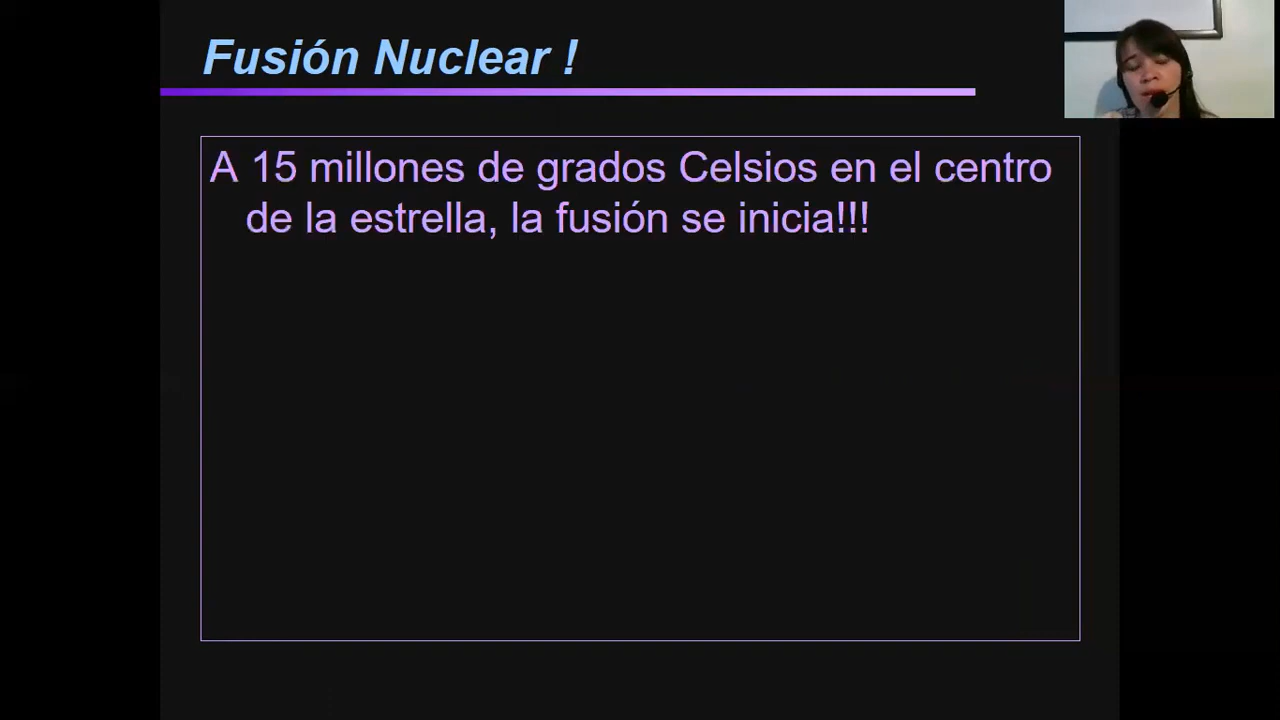 Fusión Nuclear !
A 15 millones de grados Celsios en el centro
de la estrella, la fusión se inicia!!!